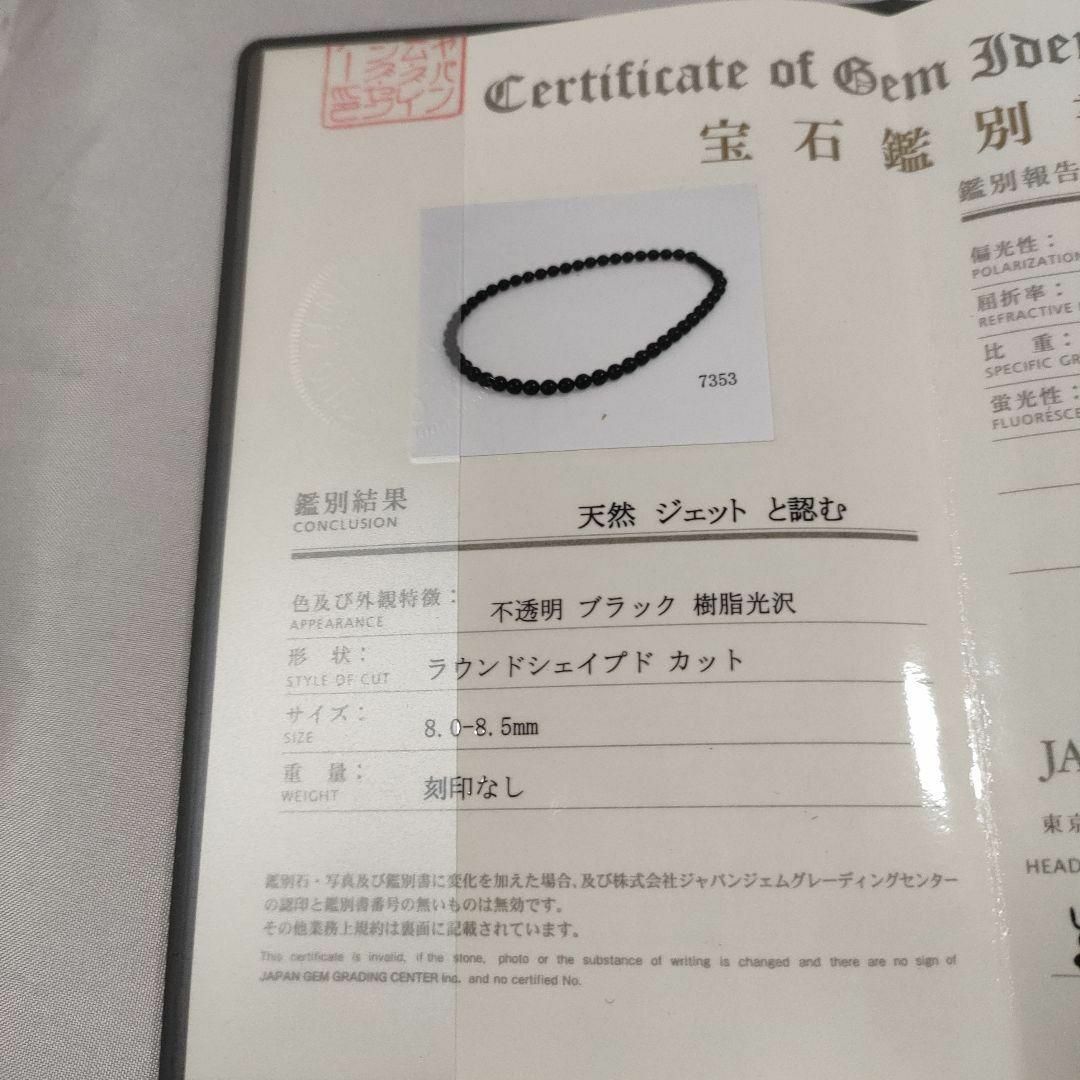 Certificate of Gem
宝石鑑別
鑑別報告
偏光性：
POLARIZATION
屈折率：
REFRACTIVE
比 重：
SPECIFIC GR
蛍光性：
FLUORESCE
7353
鑑別結果
CONCLUSION
天然 ジェット と認む
色及び外観特徴：
APPEARANCE
不透明 ブラック 樹脂光沢
形 状：
STYLE OF CUT
ラウンドシェイプド カット
サイズ：
SIZE
8.0-8.5mm
重 量：
WEIGHT
刻印なし
鑑別石・写真及び鑑別書に変化を加えた場合、及び株式会社ジャパンジェムグレーディングセンター
の認印と鑑別書番号の無いものは無効です。
その他業務上規約は裏面に記載されています。
This certificate is invalid, if the stone, photo or the substance of writing is changed and there are no sign of
JAPAN GEM GRADING CENTER Inc. and no certified No.
JA
東京
HEAD